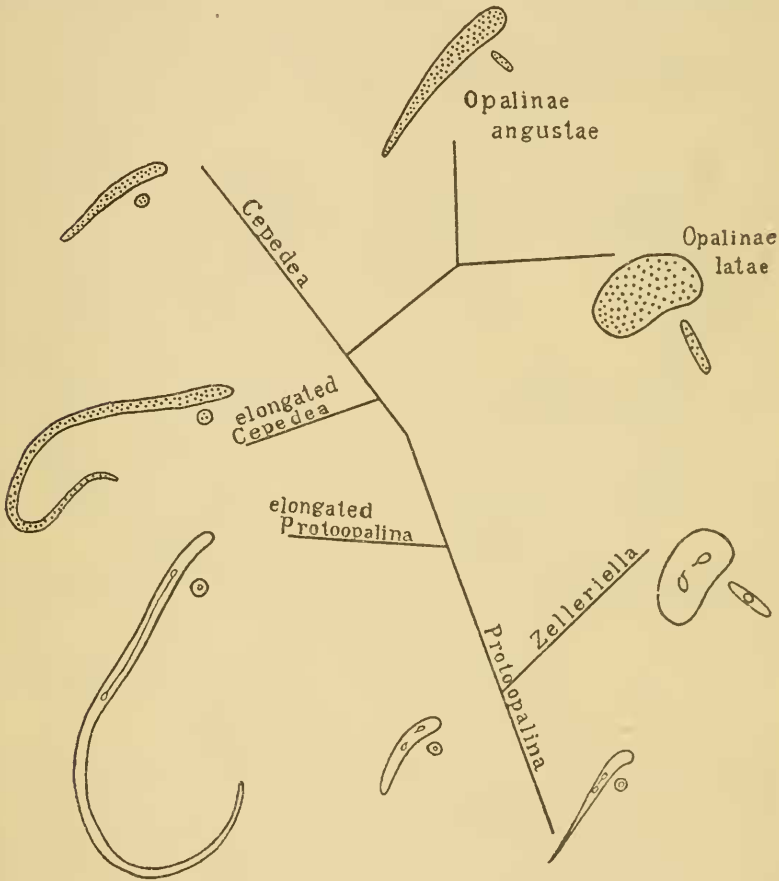 Opalinae
angustae
Cepedea
Opalinae
latae
elongated
Cepedea
elongated
Protoopalina
Zelleriella
Protoopalina